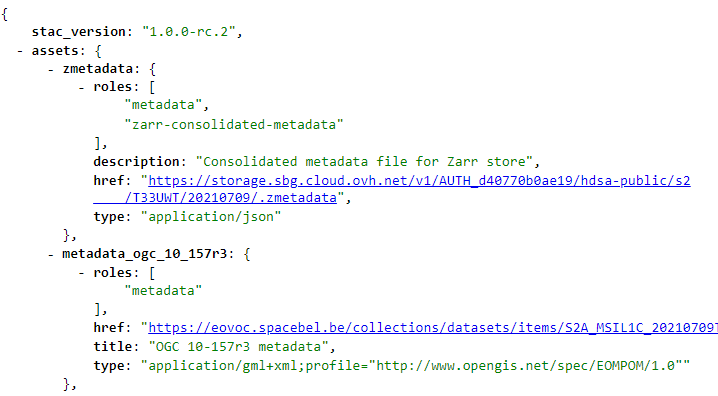 {
stac_version: "1.0.0-rc.2",
- assets: {
- zmetadata: {
- roles: [
"metadata",
"zarr-consolidated-metadata"
],
description: "Consolidated metadata file for Zarr store",
href: "https://storage.sbg.cloud.ovh.net/v1/AUTH_d40770b0ae19/hdsa-public/s2
/T33UWT/20210709/.zmetadata",
type: "application/json"
},
- metadata_ogc_10_157r3: {
- roles: [
"metadata"
],
href: "https://eovoc.spacebel.be/collections/datasets/items/S2A_MSIL1C_20210709T
title: "OGC 10-157r3 metadata",
type: "application/gml+xml;profile="http://www.opengis.net/spec/EOMPOM/1.0""
},